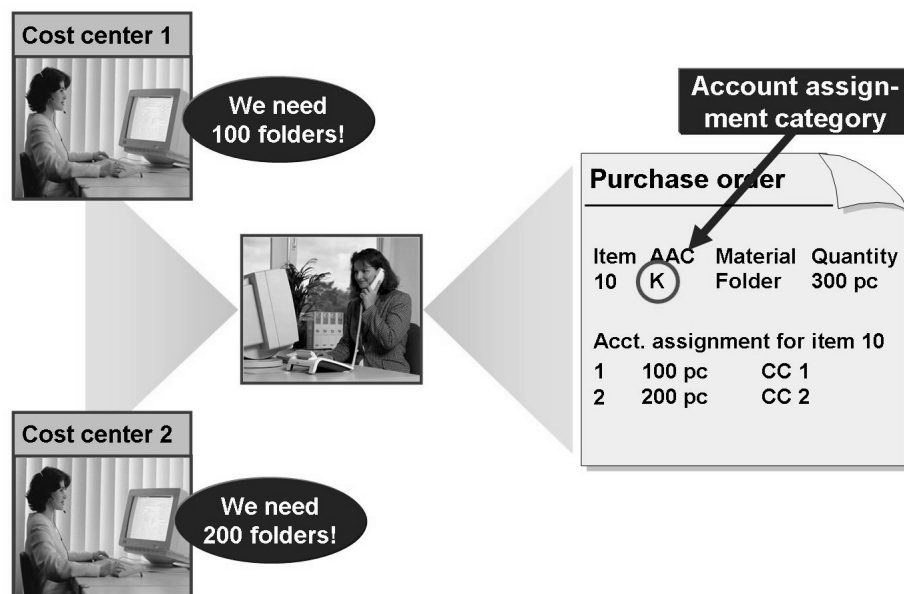 Cost center 1
We need
100 folders!
Account assign-
ment category
Purchase order
Item AAC Material Quantity
10 K Folder 300 pc
Acct. assignment for item 10
1 100 pc CC 1
2 200 pc CC 2
Cost center 2
We need
200 folders!